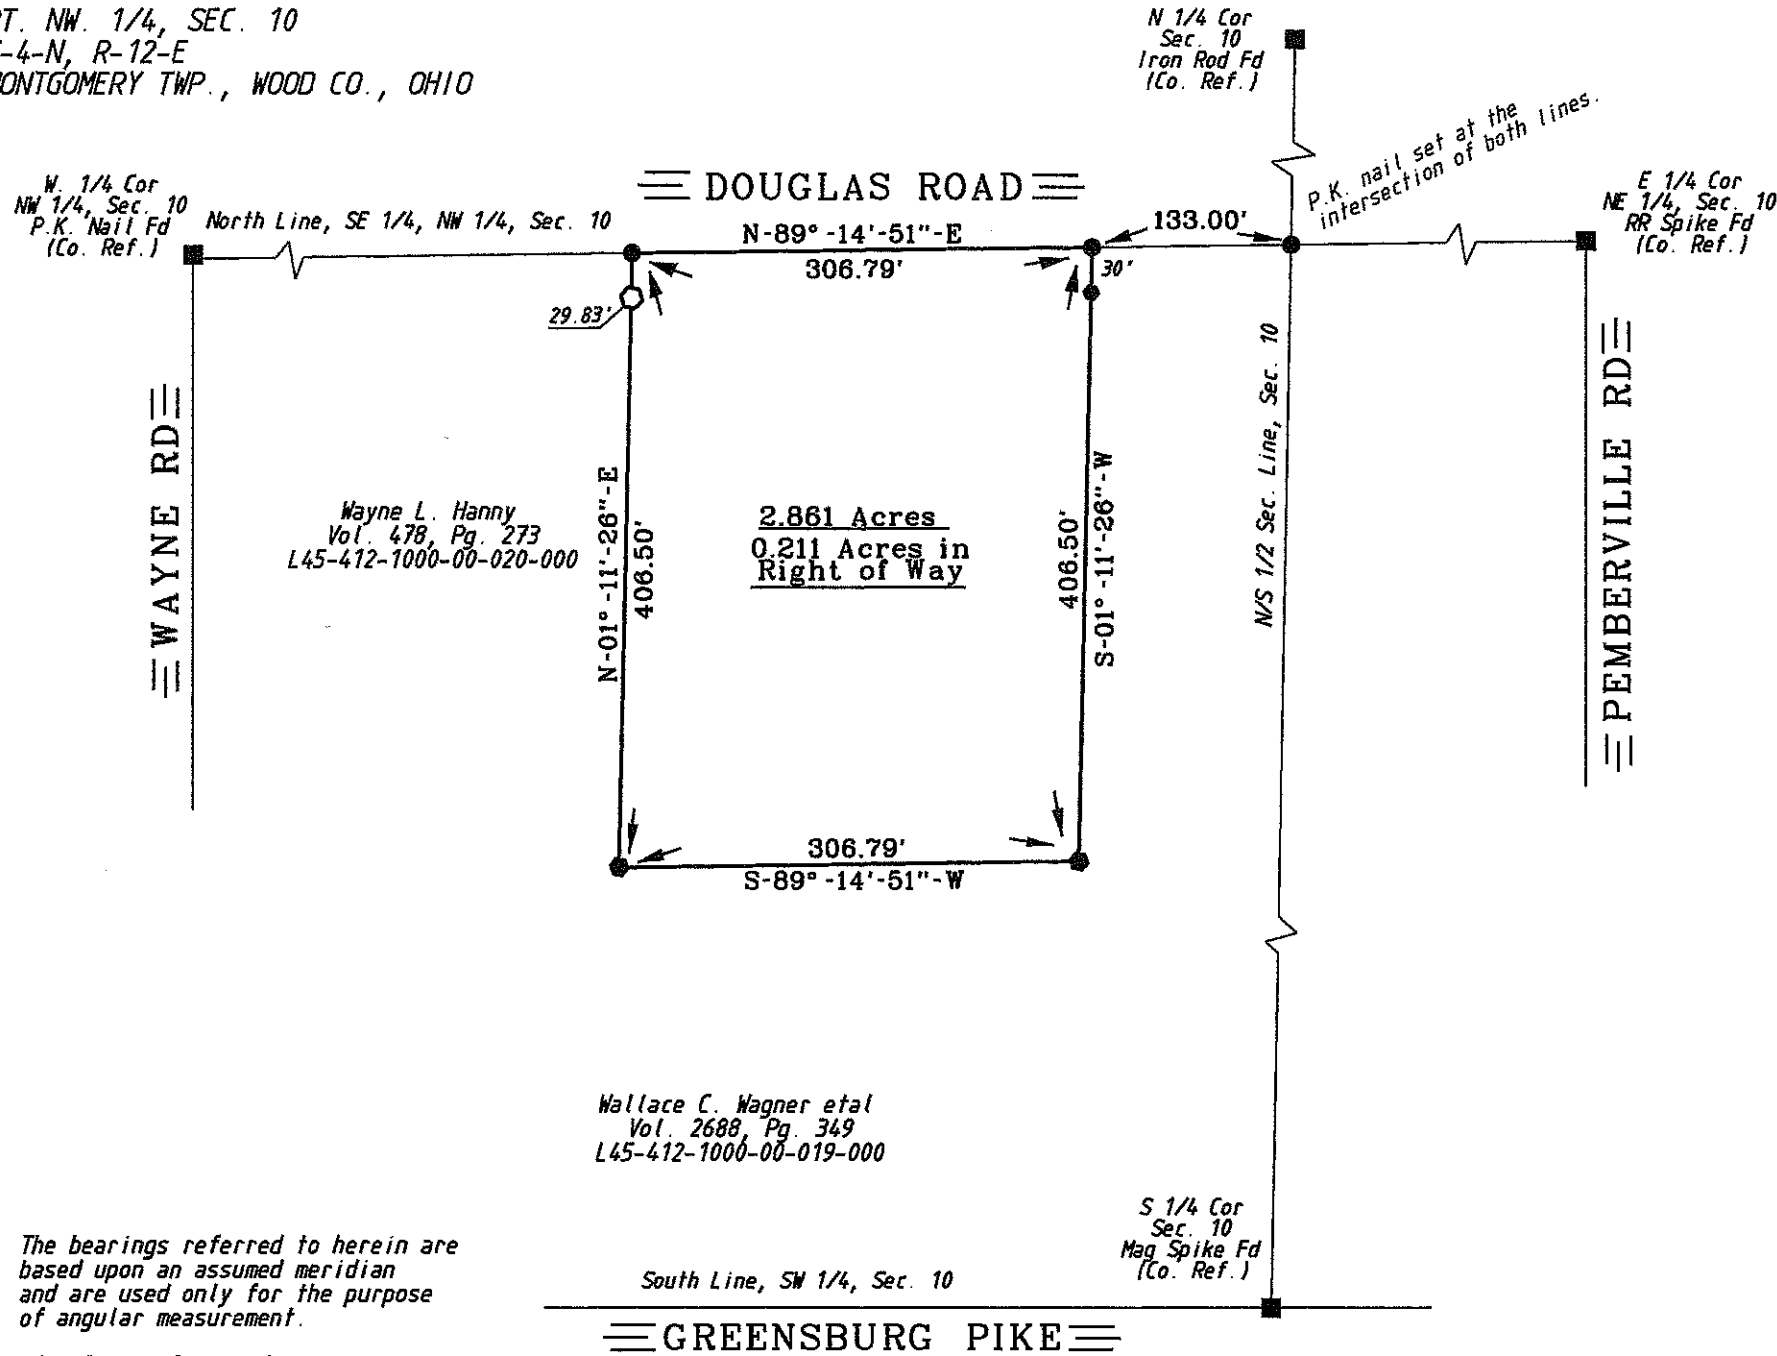 PT. NW. 1/4, SEC. 10
T-4-N, R-12-E
MONTGOMERY TWP., WOOD CO., OHIO
N 1/4 Cor
Sec. 10
Iron Rod Fd
(Co. Ref.)
P.K. nail set at the
intersection of both lines.
W. 1/4 Cor
NW 1/4, Sec. 10
P.K. Nail Fd
(Co. Ref.)
North Line, SE 1/4, NW 1/4, Sec. 10
DOUGLAS ROAD
N-89°-14'-51"-E
306.79'
133.00'
30'
E 1/4 Cor
NE 1/4, Sec. 10
RR Spike Fd
(Co. Ref.)
29.83'
WAYNE RD
Wayne L. Hanny
Vol. 478, Pg. 273
L45-412-1000-00-020-000
N-01°-11'-26"-E
406.50'
2.861 Acres
0.211 Acres in
Right of Way
406.50'
S-01°-11'-26"-W
N/S 1/2 Sec. Line, Sec. 10
PEMBERVILLE RD
306.79'
S-89°-14'-51"-W
Wallace C. Wagner etal
Vol. 2688, Pg. 349
L45-412-1000-00-019-000
S 1/4 Cor
Sec. 10
Mag Spike Fd
(Co. Ref.)
The bearings referred to herein are
based upon an assumed meridian
and are used only for the purpose
of angular measurement.
South Line, SW 1/4, Sec. 10
GREENSBURG PIKE